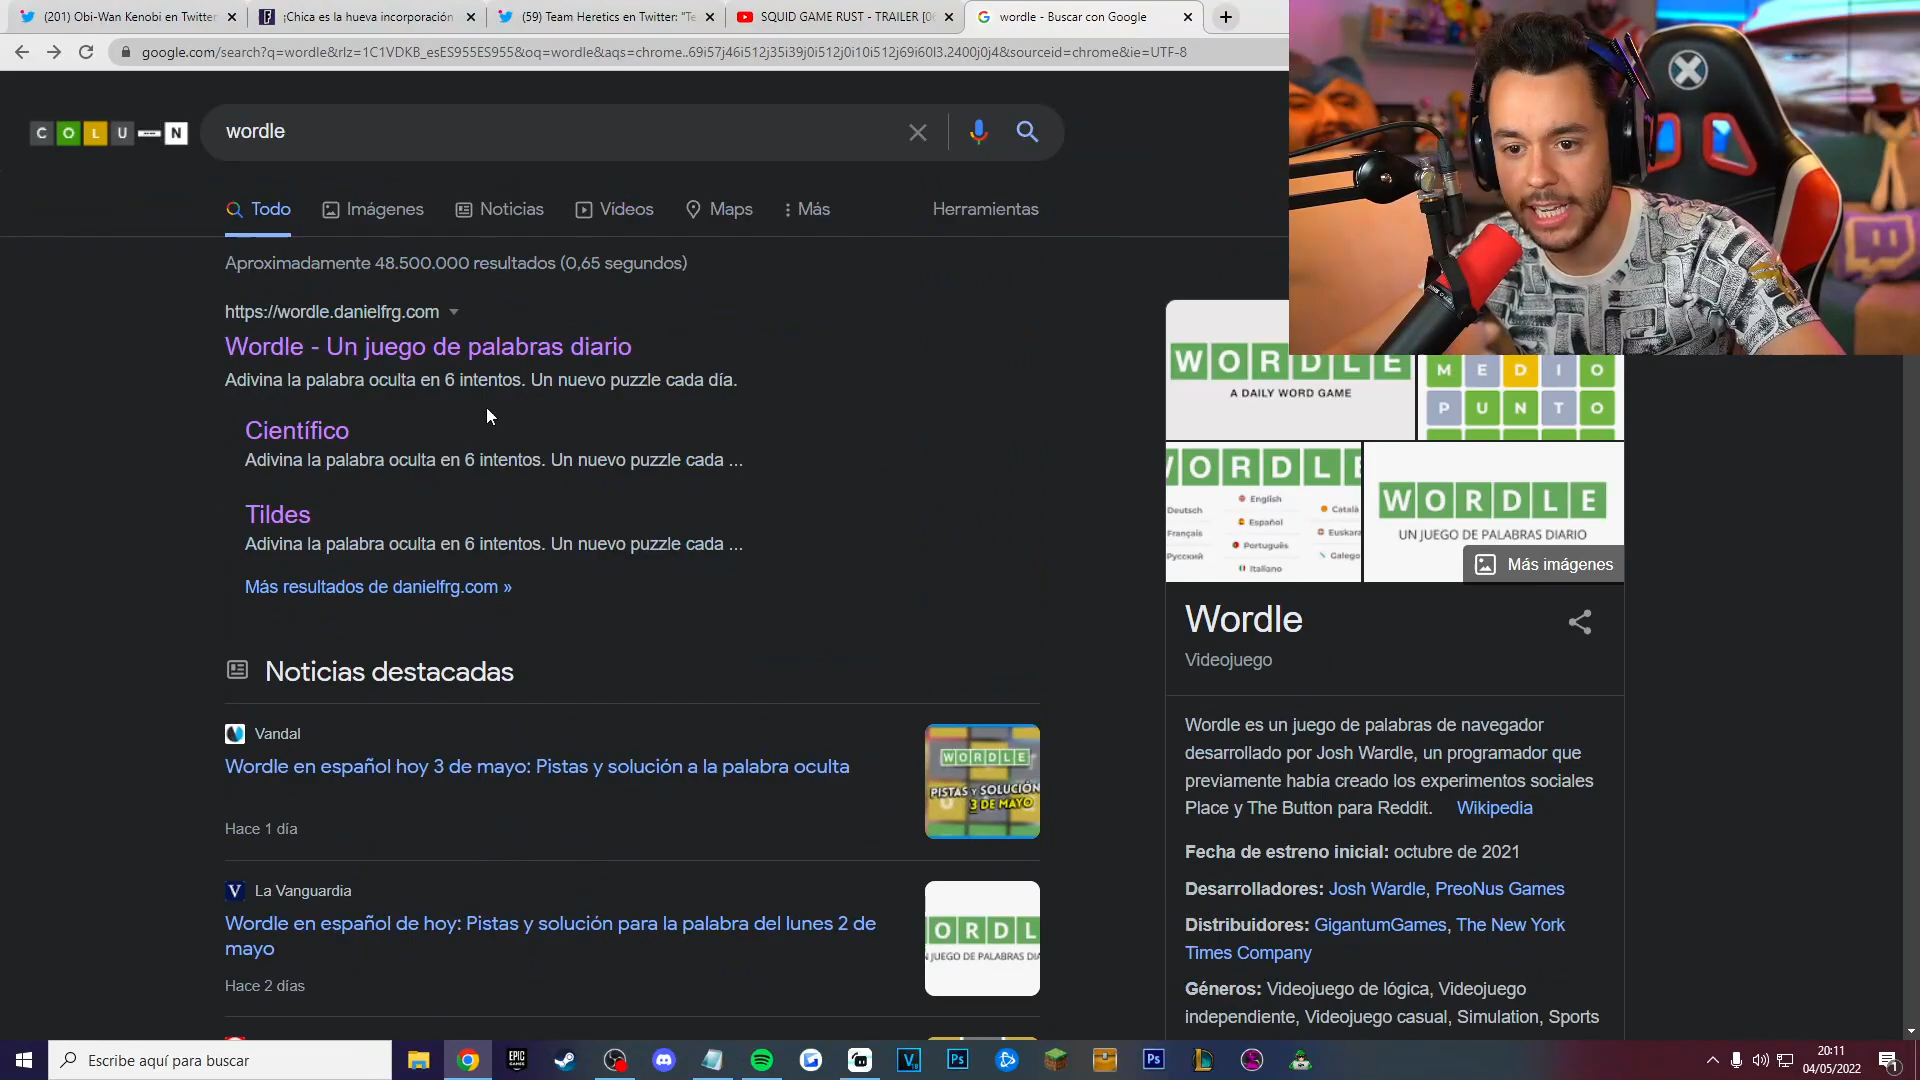 (201) Obi-Wan Kenobi en Twitter
¡Chica es la hueva incorporación
(59) Team Heretics en Twitter: "Te
SQUID GAME RUST - TRAILER [0
wordle - Buscar con Google
google.com/search?q=wordle&rlz=1C1VDKB_esES955ES955&oq=wordle&aqs=chrome..69i57j46i512j35i39j0i512j0i10i512j69i60l3.2400j0j4&sourceid=chrome&ie=UTF-8
C O L U N
wordle
Todo
Imágenes
Noticias
Vídeos
Maps
Más
Herramientas
Aproximadamente 48.500.000 resultados (0,65 segundos)
https://wordle.danielfrg.com
Wordle - Un juego de palabras diario
Adivina la palabra oculta en 6 intentos. Un nuevo puzzle cada día.
Científico
Adivina la palabra oculta en 6 intentos. Un nuevo puzzle cada ...
Tildes
Adivina la palabra oculta en 6 intentos. Un nuevo puzzle cada ...
Más resultados de danielfrg.com »
Noticias destacadas
Vandal
Wordle en español hoy 3 de mayo: Pistas y solución a la palabra oculta
Hace 1 día
WORDLE
PISTAS y SOLUCIÓN
3 DE MAYO
La Vanguardia
Wordle en español de hoy: Pistas y solución para la palabra del lunes 2 de
mayo
Hace 2 días
ORDL
JUEGO DE PALABRAS DIA
WORDLE
A DAILY WORD GAME
MEDIO
PUNTO
WORDLE
English
Deutsch
Català
Español
Français
Euskara
Português
Русский
Galego
Italiano
WORDLE
UN JUEGO DE PALABRAS DIARIO
Más imágenes
Wordle
Videojuego
Wordle es un juego de palabras de navegador
desarrollado por Josh Wardle, un programador que
previamente había creado los experimentos sociales
Place y The Button para Reddit. Wikipedia
Fecha de estreno inicial: octubre de 2021
Desarrolladores: Josh Wardle, PreoNus Games
Distribuidores: GigantumGames, The New York
Times Company
Géneros: Videojuego de lógica, Videojuego
independiente, Videojuego casual, Simulation, Sports
Escribe aquí para buscar
EPIC
GAMES
V
Ps
Ps
20:11
04/05/2022
1